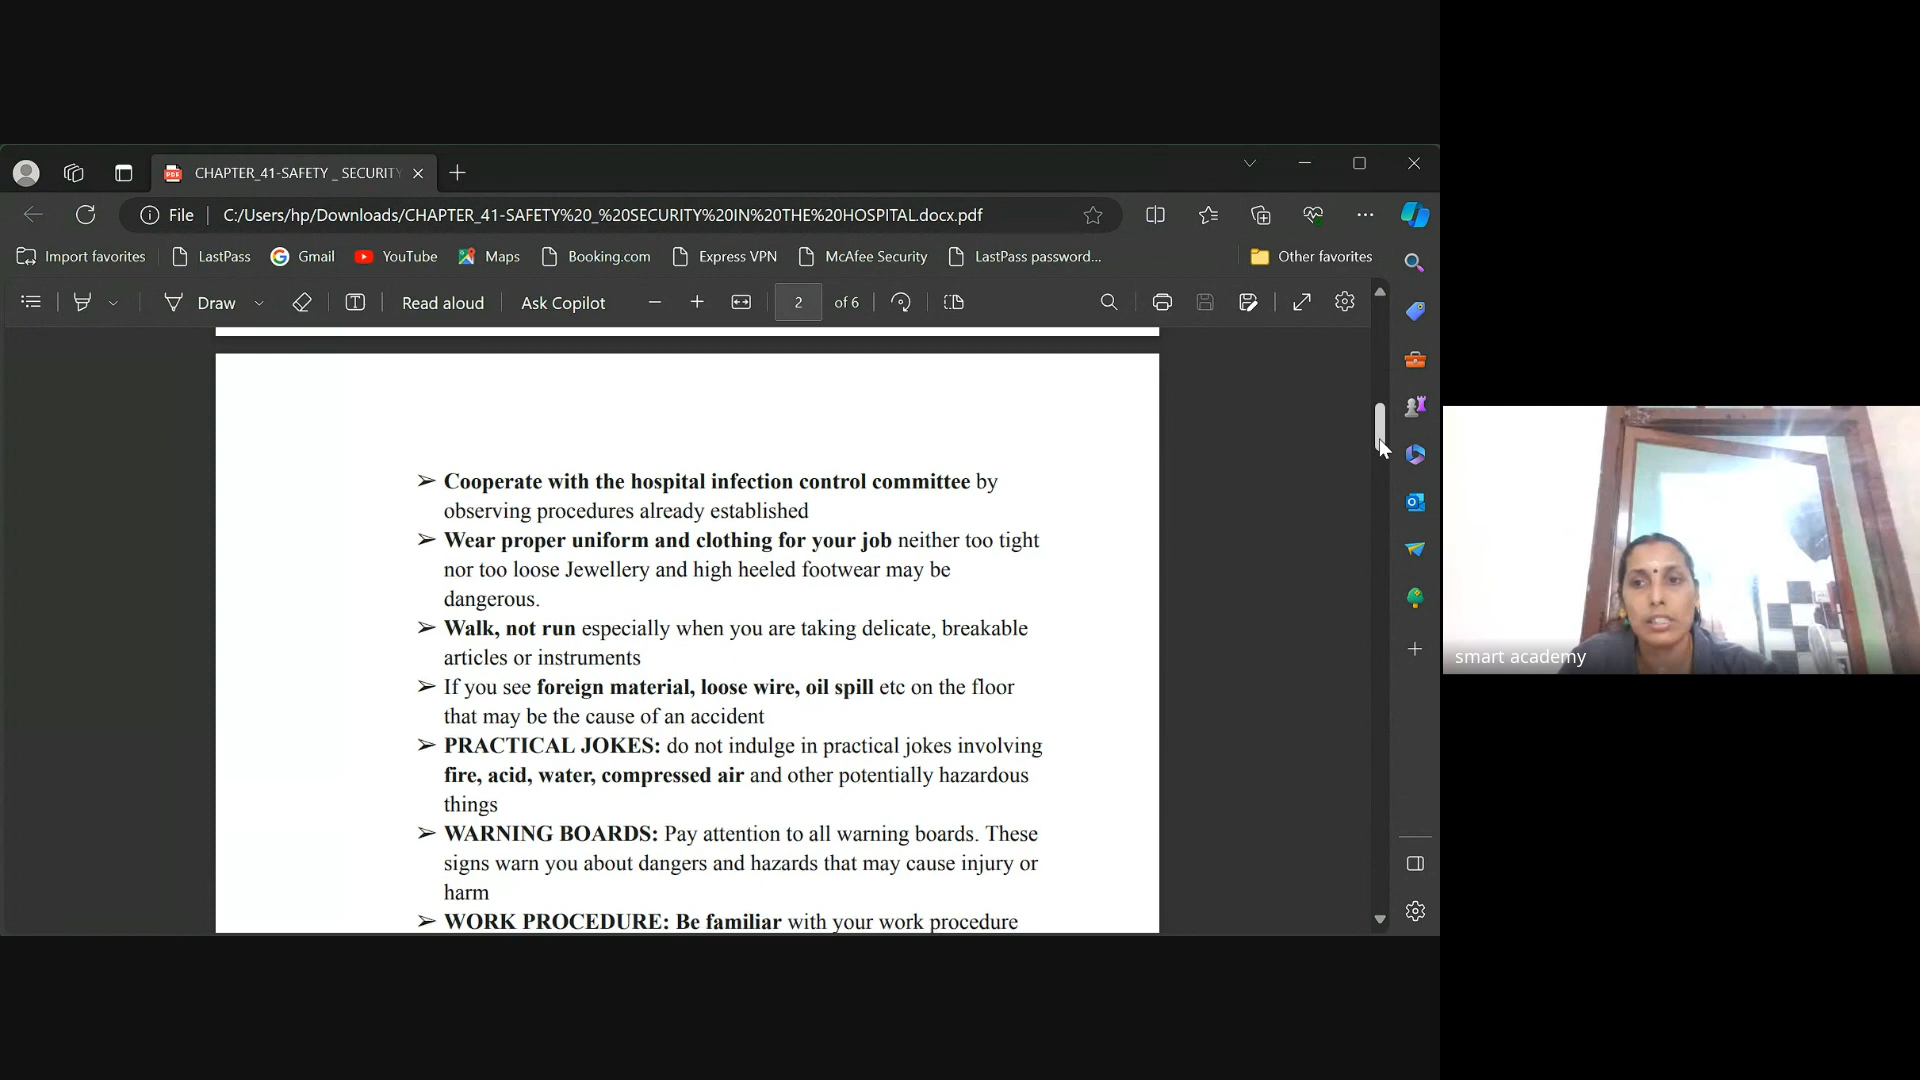 CHAPTER_41-SAFETY _ SECURITY
File
C:/Users/hp/Downloads/CHAPTER_41-SAFETY%20_%20SECURITY%20IN%20THE%20HOSPITAL.docx.pdf
Import favorites LastPass Gmail YouTube Maps Booking.com Express VPN McAfee Security LastPass password... Other favorites
Draw Read aloud Ask Copilot 2 of 6
➢ Cooperate with the hospital infection control committee by
observing procedures already established
➢ Wear proper uniform and clothing for your job neither too tight
nor too loose Jewellery and high heeled footwear may be
dangerous.
➢ Walk, not run especially when you are taking delicate, breakable
articles or instruments
➢ If you see foreign material, loose wire, oil spill etc on the floor
that may be the cause of an accident
➢ PRACTICAL JOKES: do not indulge in practical jokes involving
fire, acid, water, compressed air and other potentially hazardous
things
➢ WARNING BOARDS: Pay attention to all warning boards. These
signs warn you about dangers and hazards that may cause injury or
harm
➢ WORK PROCEDURE: Be familiar with your work procedure
smart academy